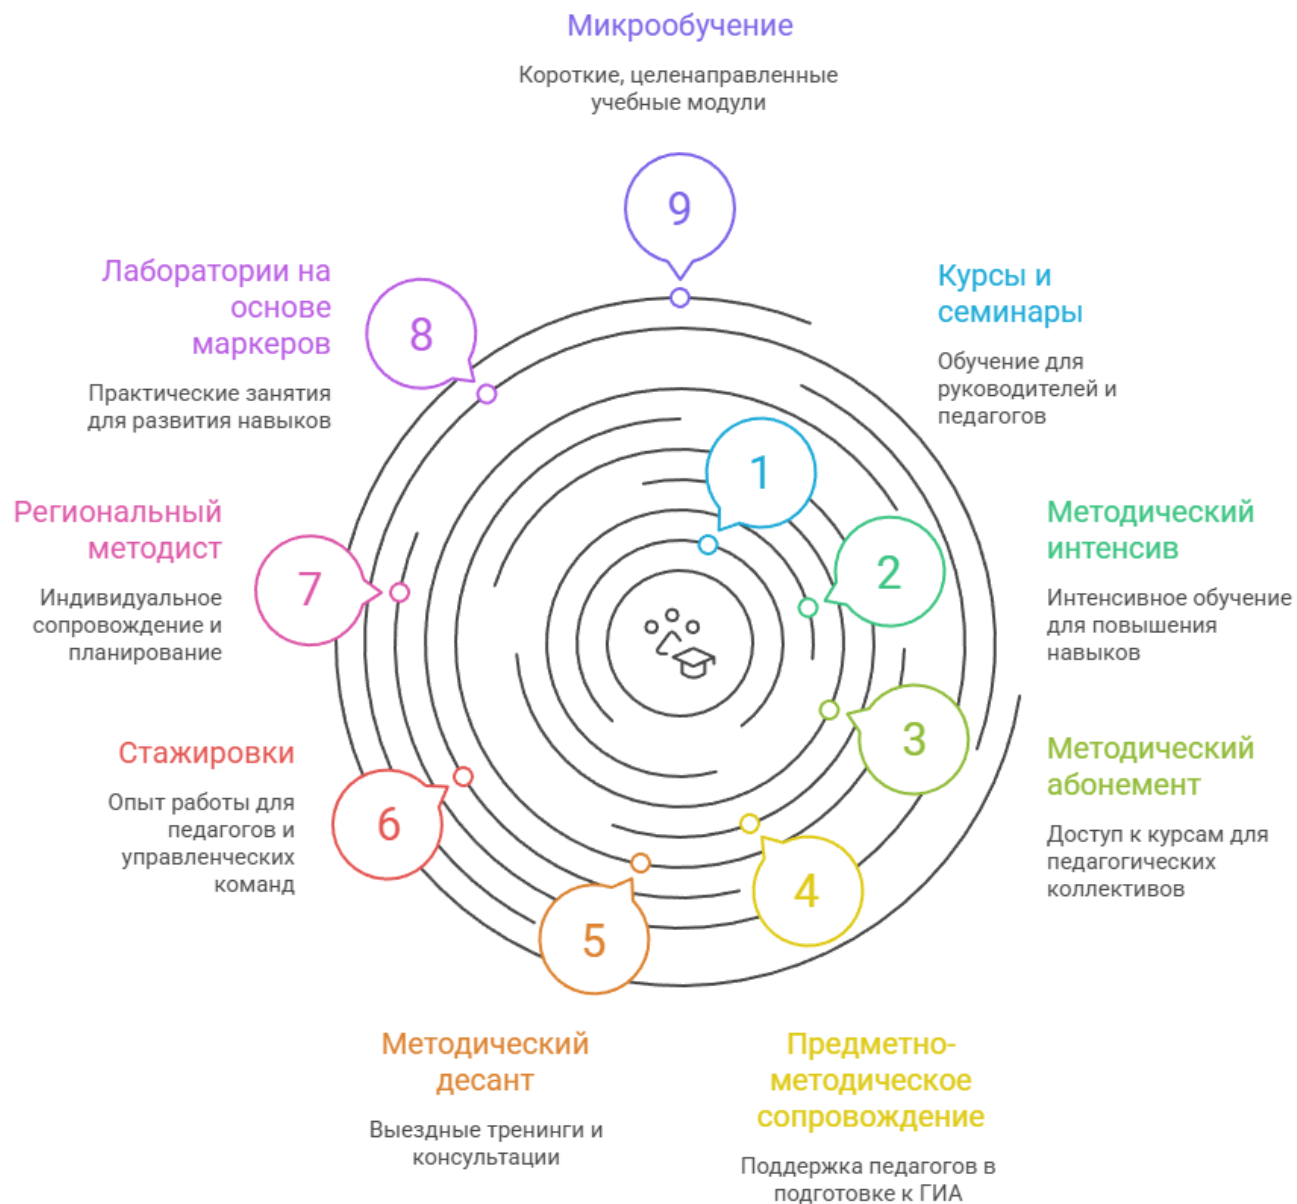 Микрообучение
Короткие, целенаправленные
учебные модули
9
Лаборатории на
основе
маркеров
Практические занятия
для развития навыков
8
Курсы и
семинары
Обучение для
руководителей и
педагогов
1
Региональный
методист
Индивидуальное
сопровождение и
планирование
7
Методический
интенсив
Интенсивное обучение
для повышения
навыков
2
Стажировки
Опыт работы для
педагогов и
управленческих
команд
6
Методический
абонемент
Доступ к курсам для
педагогических
коллективов
3
5
Методический
десант
Выездные тренинги и
консультации
4
Предметно-
методическое
сопровождение
Поддержка педагогов в
подготовке к ГИА